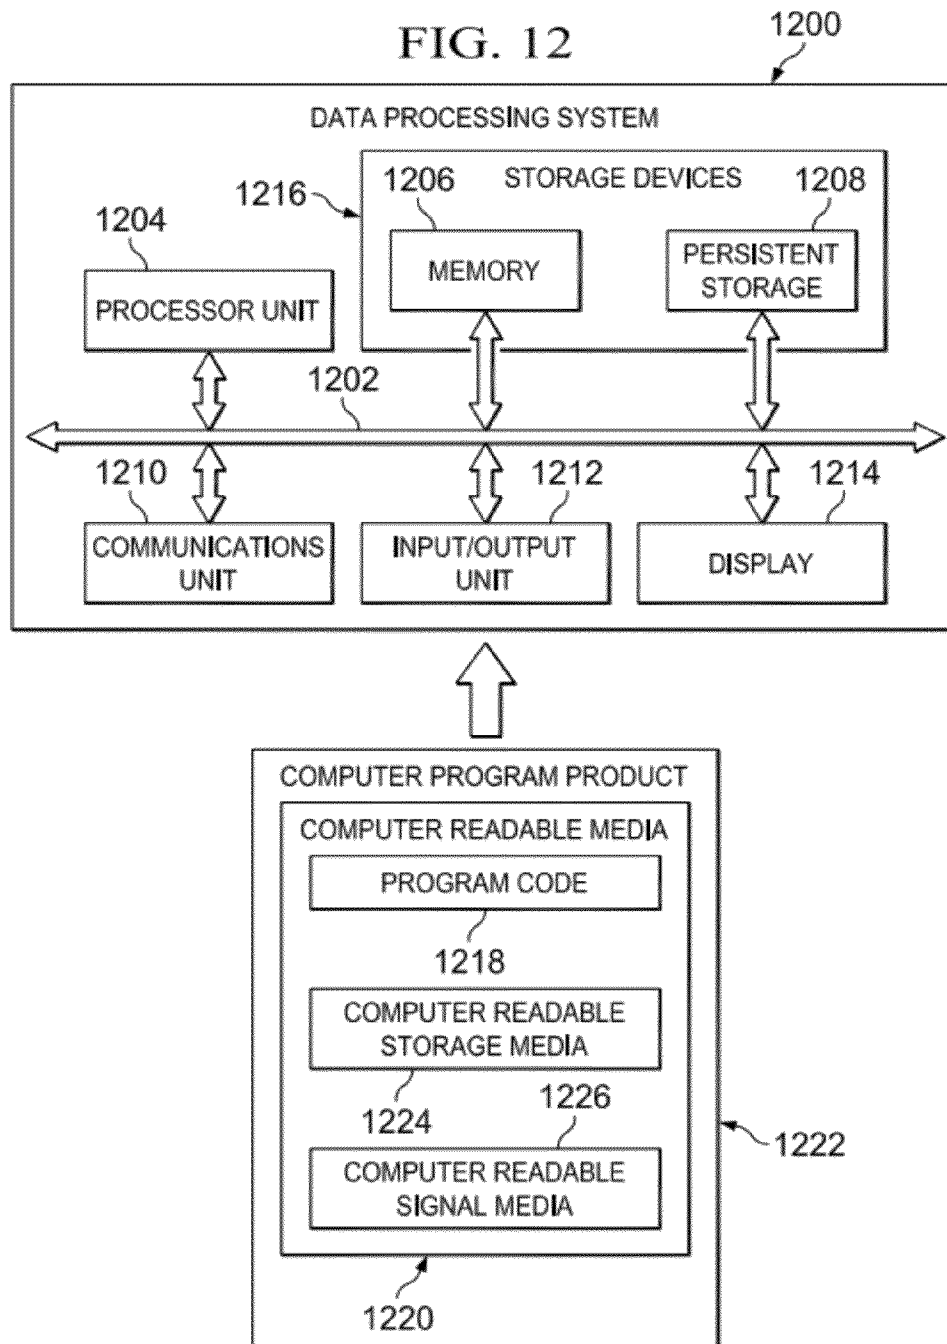 FIG. 12
1200
DATA PROCESSING SYSTEM
1216
1206
STORAGE DEVICES
1208
1204
MEMORY
PERSISTENT
STORAGE
PROCESSOR UNIT
1202
1210
1212
1214
COMMUNICATIONS
UNIT
INPUT/OUTPUT
UNIT
DISPLAY
COMPUTER PROGRAM PRODUCT
COMPUTER READABLE MEDIA
PROGRAM CODE
1218
COMPUTER READABLE
STORAGE MEDIA
1224
1226
1222
COMPUTER READABLE
SIGNAL MEDIA
1220